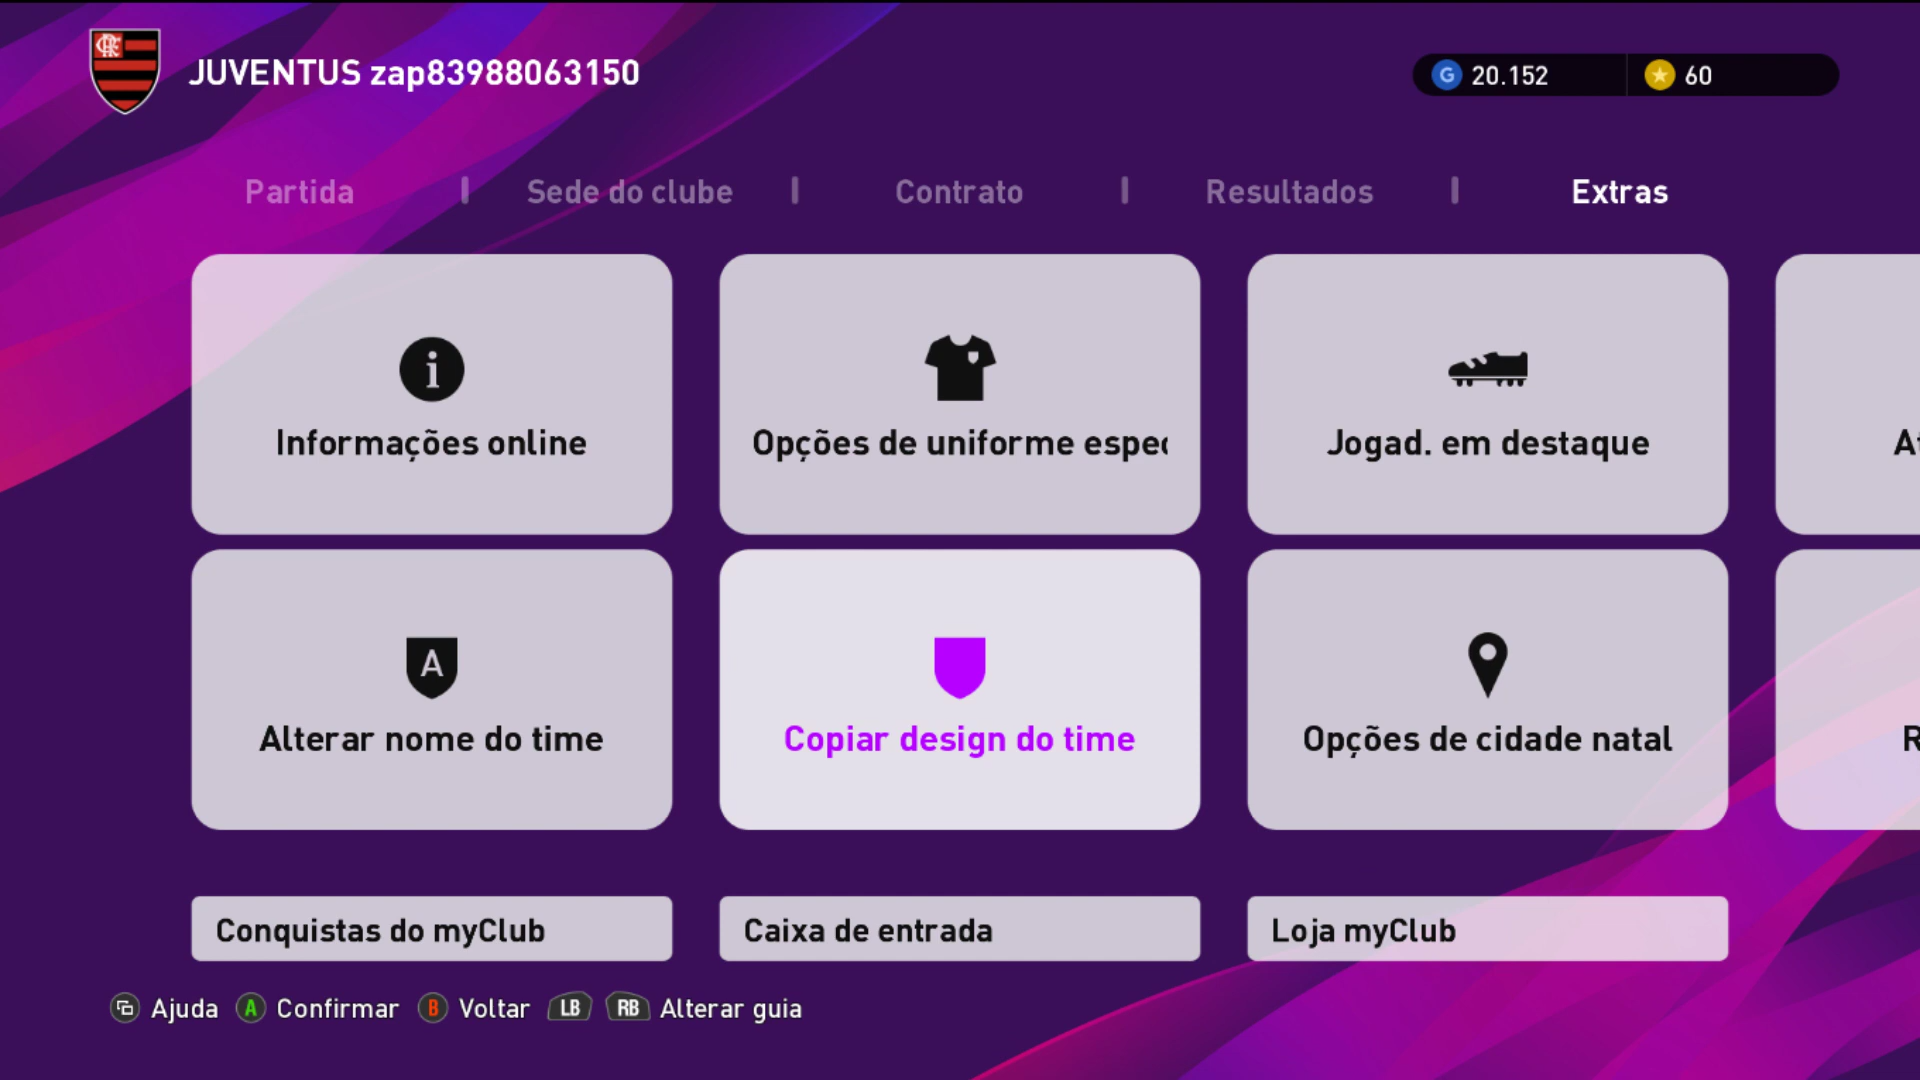 JUVENTUS zap83988063150
G 20.152
60
Partida
Sede do clube
Contrato
Resultados
Extras
Informações online
Opções de uniforme espec
Jogad. em destaque
A Alterar nome do time
Copiar design do time
Opções de cidade natal
R
Conquistas do myClub
Caixa de entrada
Loja myClub
Ajuda A Confirmar B Voltar LB RB Alterar guia